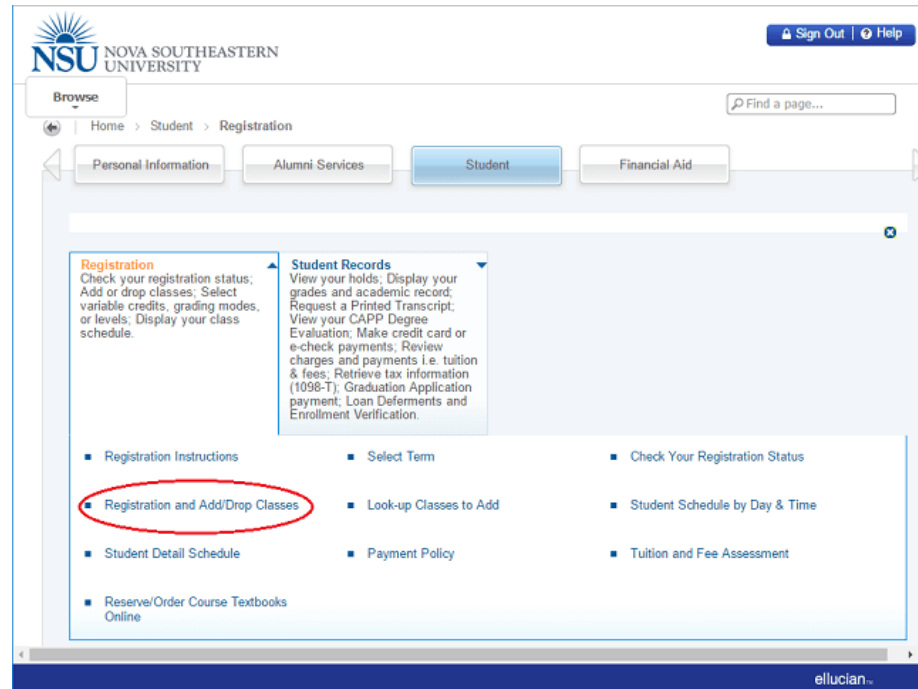 NSU NOVA SOUTHEASTERN
UNIVERSITY
Sign Out | Help
Browse
Find a page...
Home > Student > Registration
Personal Information
Alumni Services
Student
Financial Aid
Registration
Check your registration status;
Add or drop classes; Select
variable credits, grading modes,
or levels; Display your class
schedule.
Student Records
View your holds; Display your
grades and academic record;
Request a Printed Transcript;
View your CAPP Degree
Evaluation; Make credit card or
e-check payments; Review
charges and payments i.e. tuition
& fees; Retrieve tax information
(1098-T); Graduation Application
payment; Loan Deferments and
Enrollment Verification.
Registration Instructions
Select Term
Check Your Registration Status
Registration and Add/Drop Classes
Look-up Classes to Add
Student Schedule by Day & Time
Student Detail Schedule
Payment Policy
Tuition and Fee Assessment
Reserve/Order Course Textbooks
Online
ellucian™